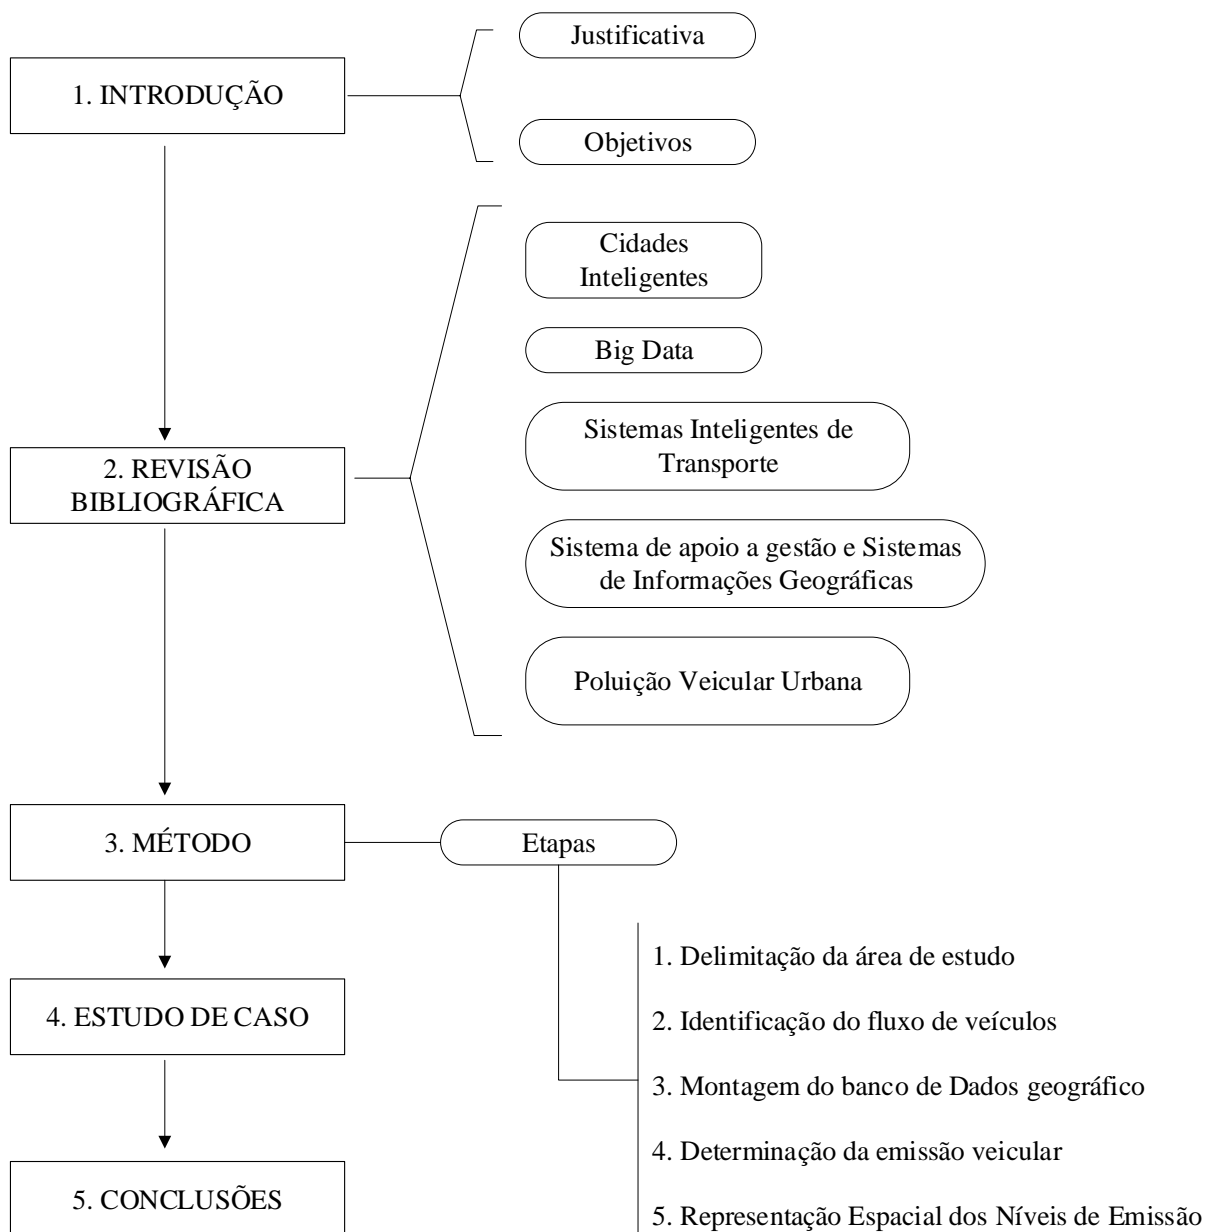 Justificativa
1. INTRODUÇÃO
Objetivos
Cidades
Inteligentes
Big Data
Sistemas Inteligentes de
Transporte
2. REVISÃO
BIBLIOGRÁFICA
Sistema de apoio a gestão e Sistemas
de Informações Geográficas
Poluição Veicular Urbana
3. MÉTODO
Etapas
1. Delimitação da área de estudo
4. ESTUDO DE CASO
2. Identificação do fluxo de veículos
3. Montagem do banco de Dados geográfico
4. Determinação da emissão veicular
5. CONCLUSÕES
5. Representação Espacial dos Níveis de Emissão